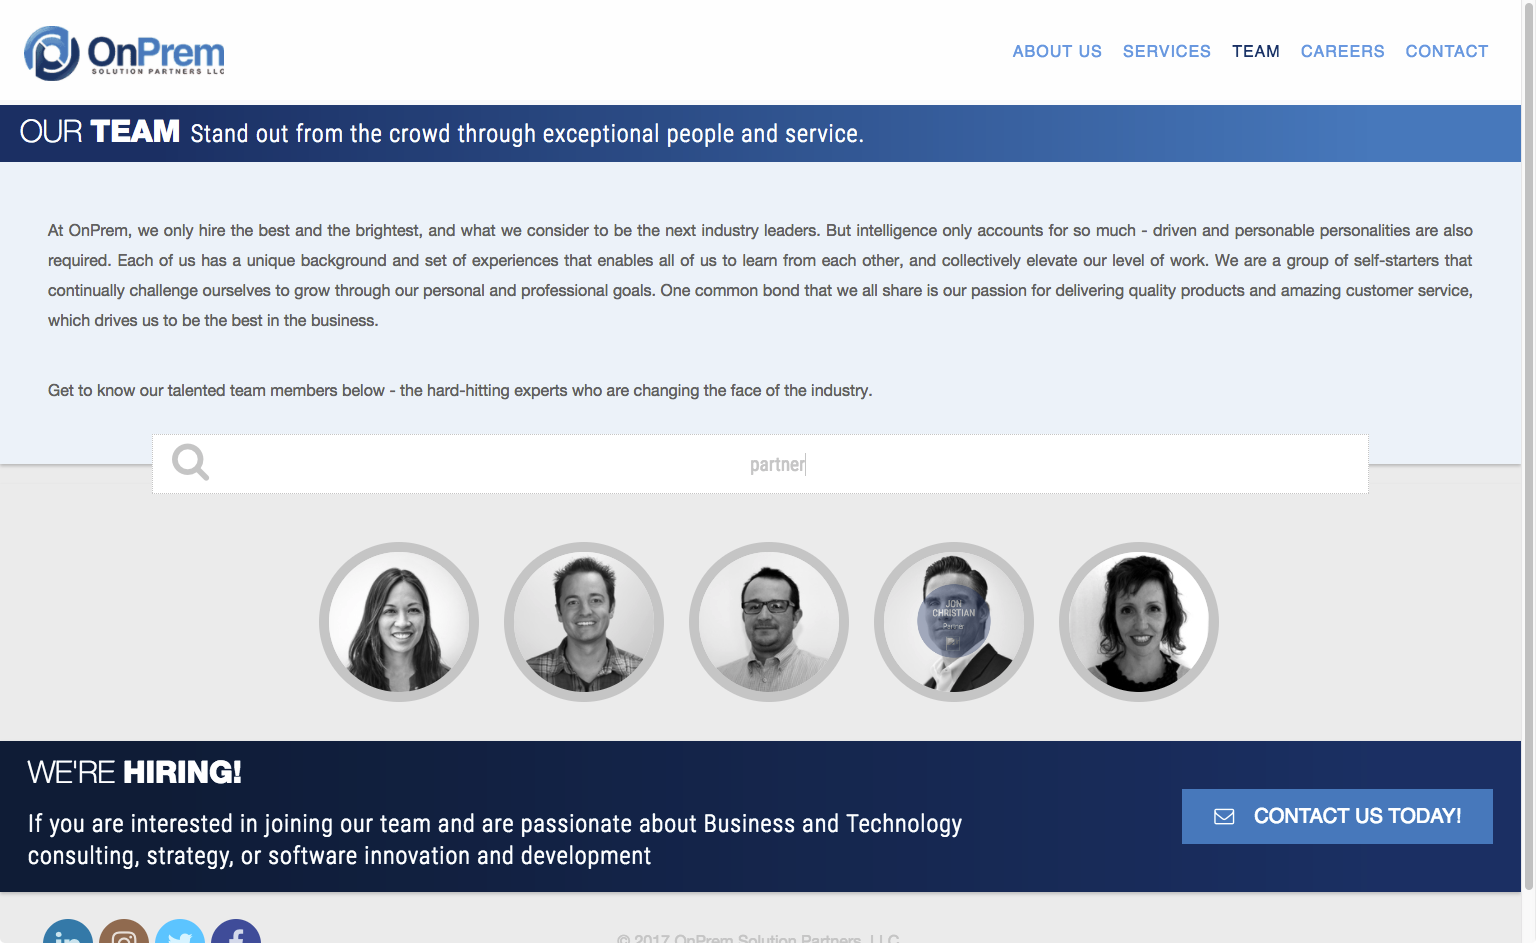 OnPrem
SOLUTION PARTNERS LLC
ABOUT US SERVICES TEAM CAREERS CONTACT
OUR TEAM Stand out from the crowd through exceptional people and service.
At OnPrem, we only hire the best and the brightest, and what we consider to be the next industry leaders. But intelligence only accounts for so much - driven and personable personalities are also
required. Each of us has a unique background and set of experiences that enables all of us to learn from each other, and collectively elevate our level of work. We are a group of self-starters that
continually challenge ourselves to grow through our personal and professional goals. One common bond that we all share is our passion for delivering quality products and amazing customer service,
which drives us to be the best in the business.
Get to know our talented team members below - the hard-hitting experts who are changing the face of the industry.
partner
JON
CHRISTIAN
Partner
WE'RE HIRING!
If you are interested in joining our team and are passionate about Business and Technology
consulting, strategy, or software innovation and development
CONTACT US TODAY!
© 2017 OnPrem Solution Partners, LLC